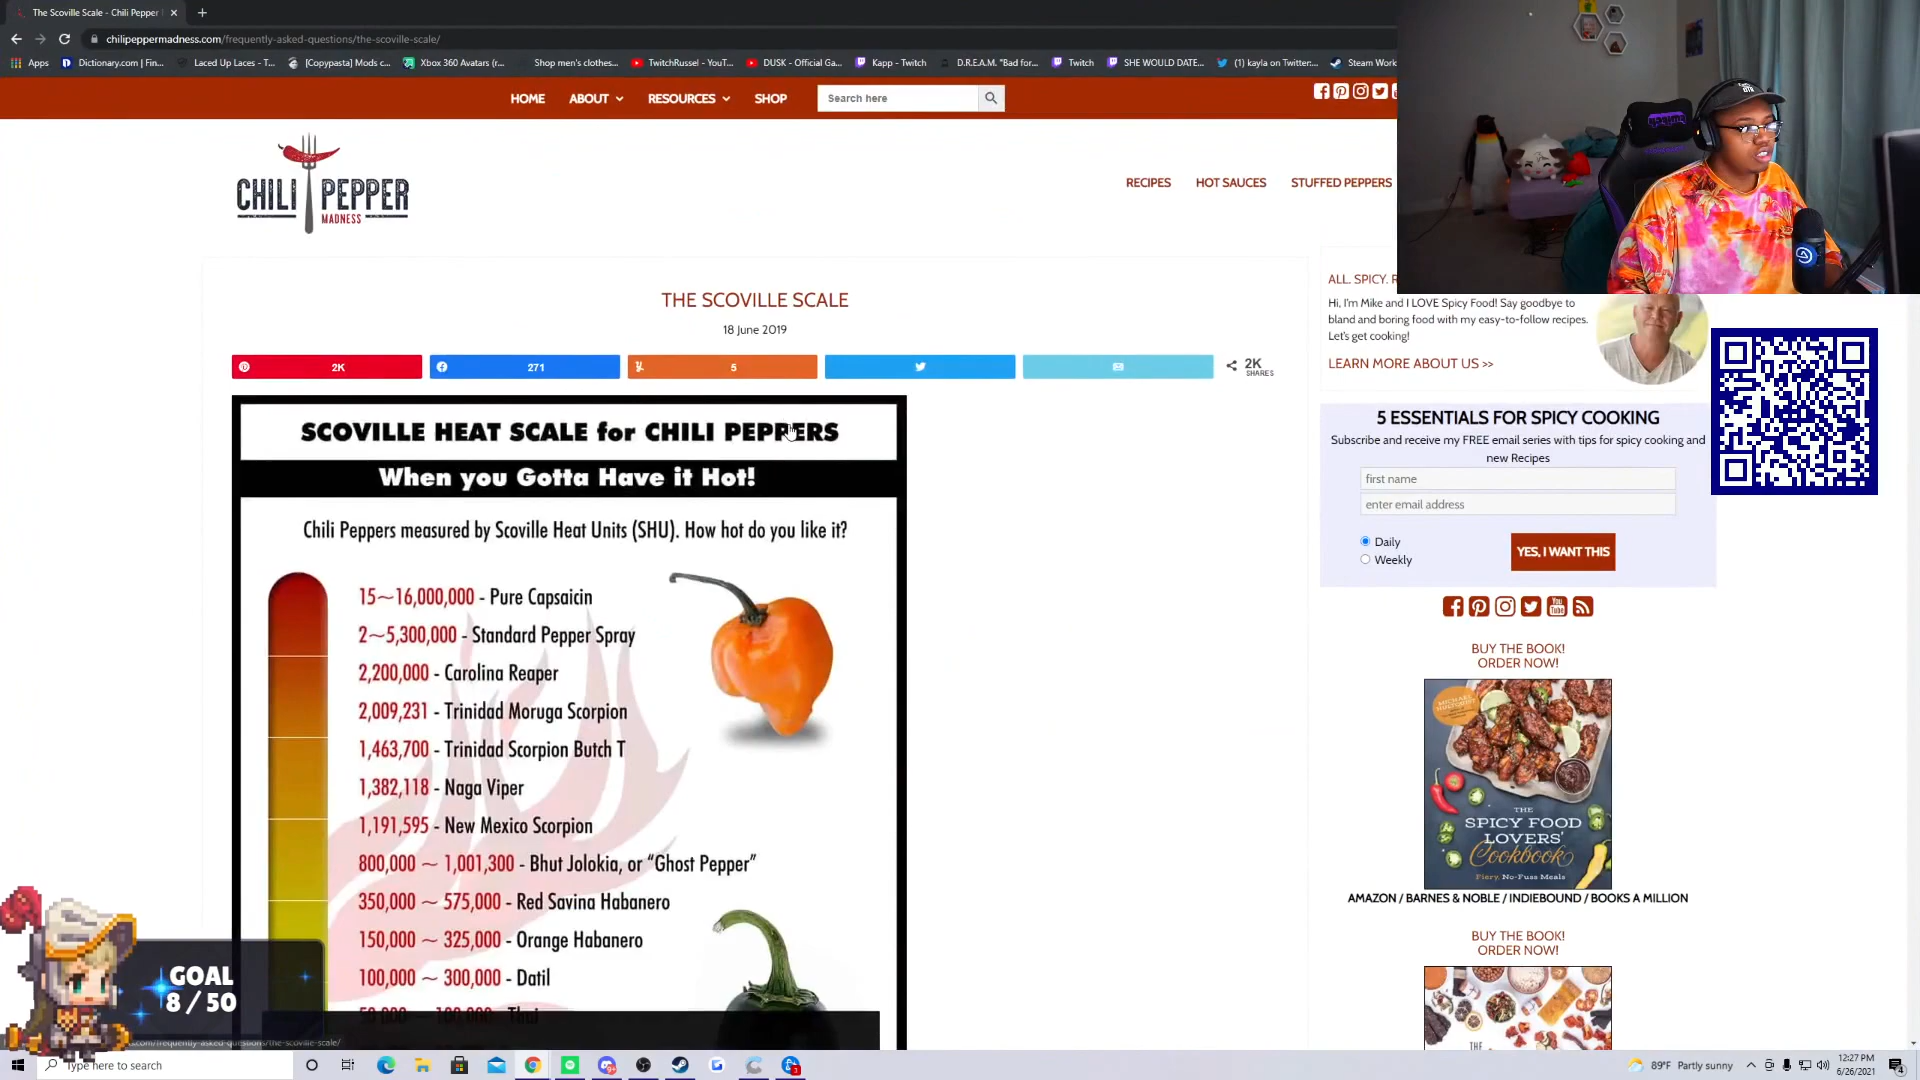 The Scoville Scale - Chili Pepper
chilipeppermadness.com/frequently-asked-questions/the-scoville-scale/
Apps
Dictionary.com | Fin...
Laced Up Laces - T...
[Copypasta] Mods c...
Xbox 360 Avatars (r...
Shop men's clothes...
TwitchRussel - YouT...
DUSK - Official Ga...
Kapp - Twitch
D.R.E.A.M. "Bad for...
Twitch
SHE WOULD DATE...
(1) kayla on Twitter:...
Steam Work
HOME
ABOUT
RESOURCES
SHOP
Search here
CHILI PEPPER
MADNESS
RECIPES
HOT SAUCES
STUFFED PEPPERS
THE SCOVILLE SCALE
18 June 2019
2K
271
5
2K
SHARES
SCOVILLE HEAT SCALE for CHILI PEPPERS
When you Gotta Have it Hot!
Chili Peppers measured by Scoville Heat Units (SHU). How hot do you like it?
15~16,000,000 - Pure Capsaicin
2~5,300,000 - Standard Pepper Spray
2,200,000 - Carolina Reaper
2,009,231 - Trinidad Moruga Scorpion
1,463,700 - Trinidad Scorpion Butch T
1,382,118 - Naga Viper
1,191,595 - New Mexico Scorpion
800,000 ~ 1,001,300 - Bhut Jolokia, or “Ghost Pepper”
350,000 ~ 575,000 - Red Savina Habanero
150,000 ~ 325,000 - Orange Habanero
100,000 ~ 300,000 - Datil
ALL. SPICY.
Hi, I'm Mike and I LOVE Spicy Food! Say goodbye to
bland and boring food with my easy-to-follow recipes.
Let's get cooking!
LEARN MORE ABOUT US >>
5 ESSENTIALS FOR SPICY COOKING
Subscribe and receive my FREE email series with tips for spicy cooking and
new Recipes
first name
enter email address
Daily
Weekly
YES, I WANT THIS
BUY THE BOOK!
ORDER NOW!
THE
SPICY FOOD
LOVERS'
Cookbook
Fiery, No-Fuss Meals
AMAZON / BARNES & NOBLE / INDIEBOUND / BOOKS A MILLION
BUY THE BOOK!
ORDER NOW!
THE
GOAL
8 / 50
.com/frequently-asked-questions/the-scoville-scale/
Type here to search
89°F Partly sunny
12:27 PM
6/26/2021